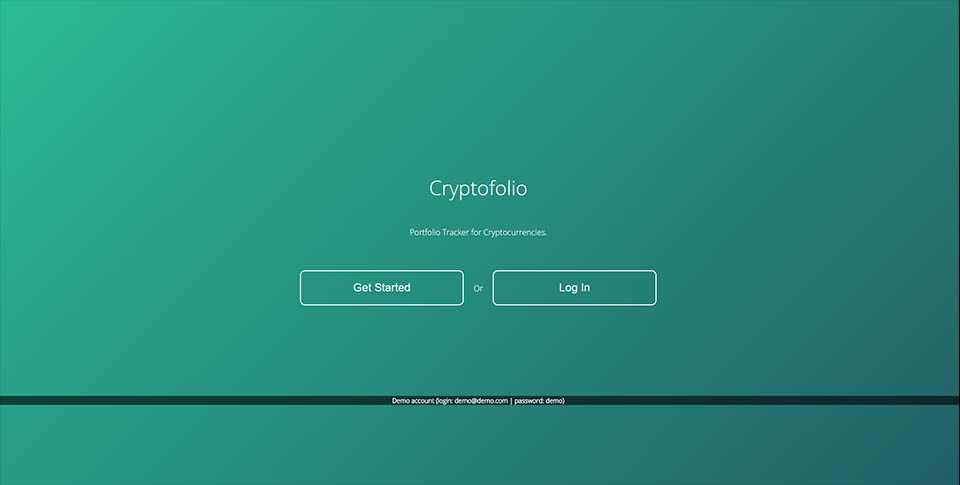 Cryptofolio
Portfolio Tracker for Cryptocurrencies.
Get Started Or Log In
Demo account (login: demo@demo.com | password: demo)